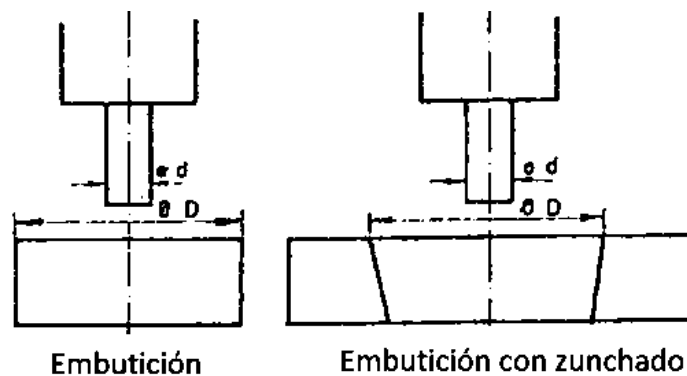 ø d
ø d
Ø D
Ø D
Embutición
Embutición con zunchado